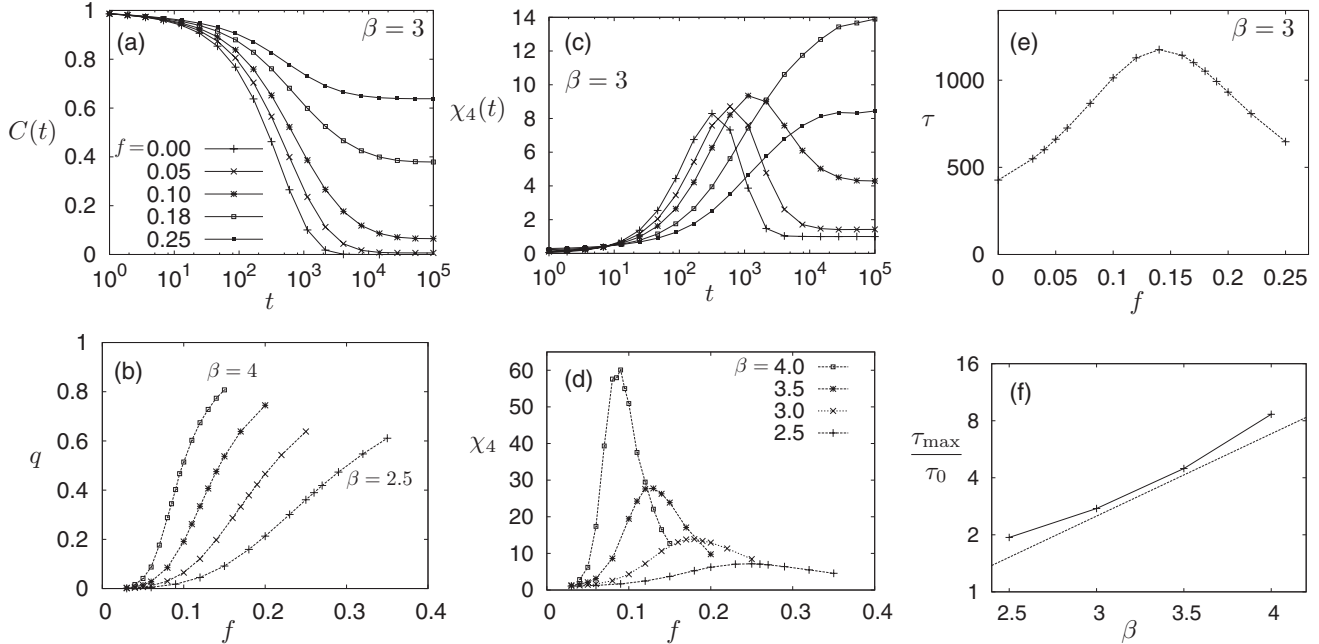 (a)
β = 3
C(t)
1
0.8
0.6
0.4
0.2
0
f = 0.00
0.05
0.10
0.18
0.25
10^0 10^1 10^2 10^3 10^4 10^5
t
(c)
β = 3
χ_4(t)
14
12
10
8
6
4
2
0
10^0 10^1 10^2 10^3 10^4 10^5
t
(e)
β = 3
τ
1000
500
0
0 0.05 0.1 0.15 0.2 0.25
f
(b)
β = 4
β = 2.5
q
1
0.8
0.6
0.4
0.2
0
0 0.1 0.2 0.3 0.4
f
(d)
β = 4.0
3.5
3.0
2.5
χ_4
60
50
40
30
20
10
0
0 0.1 0.2 0.3 0.4
f
(f)
τ_max
τ_0
16
8
4
2
1
2.5 3 3.5 4
β